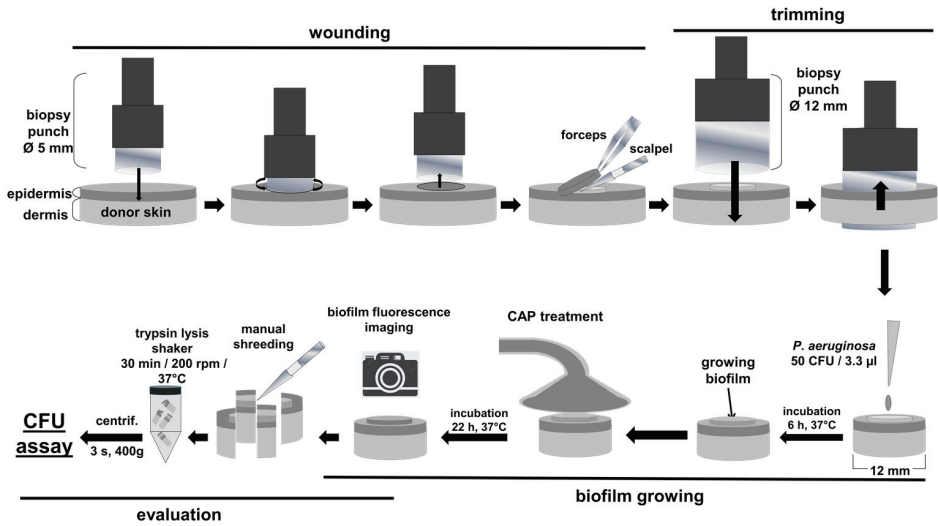 wounding
trimming
biopsy
punch
Ø 5 mm
epidermis
dermis
donor skin
forceps
scalpel
biopsy
punch
Ø 12 mm
P. aeruginosa
50 CFU / 3.3 µl
12 mm
incubation
6 h, 37°C
growing
biofilm
CAP treatment
incubation
22 h, 37°C
biofilm fluorescence
imaging
manual
shreeding
trypsin lysis
shaker
30 min / 200 rpm /
37°C
centrif.
3 s, 400g
CFU
assay
biofilm growing
evaluation